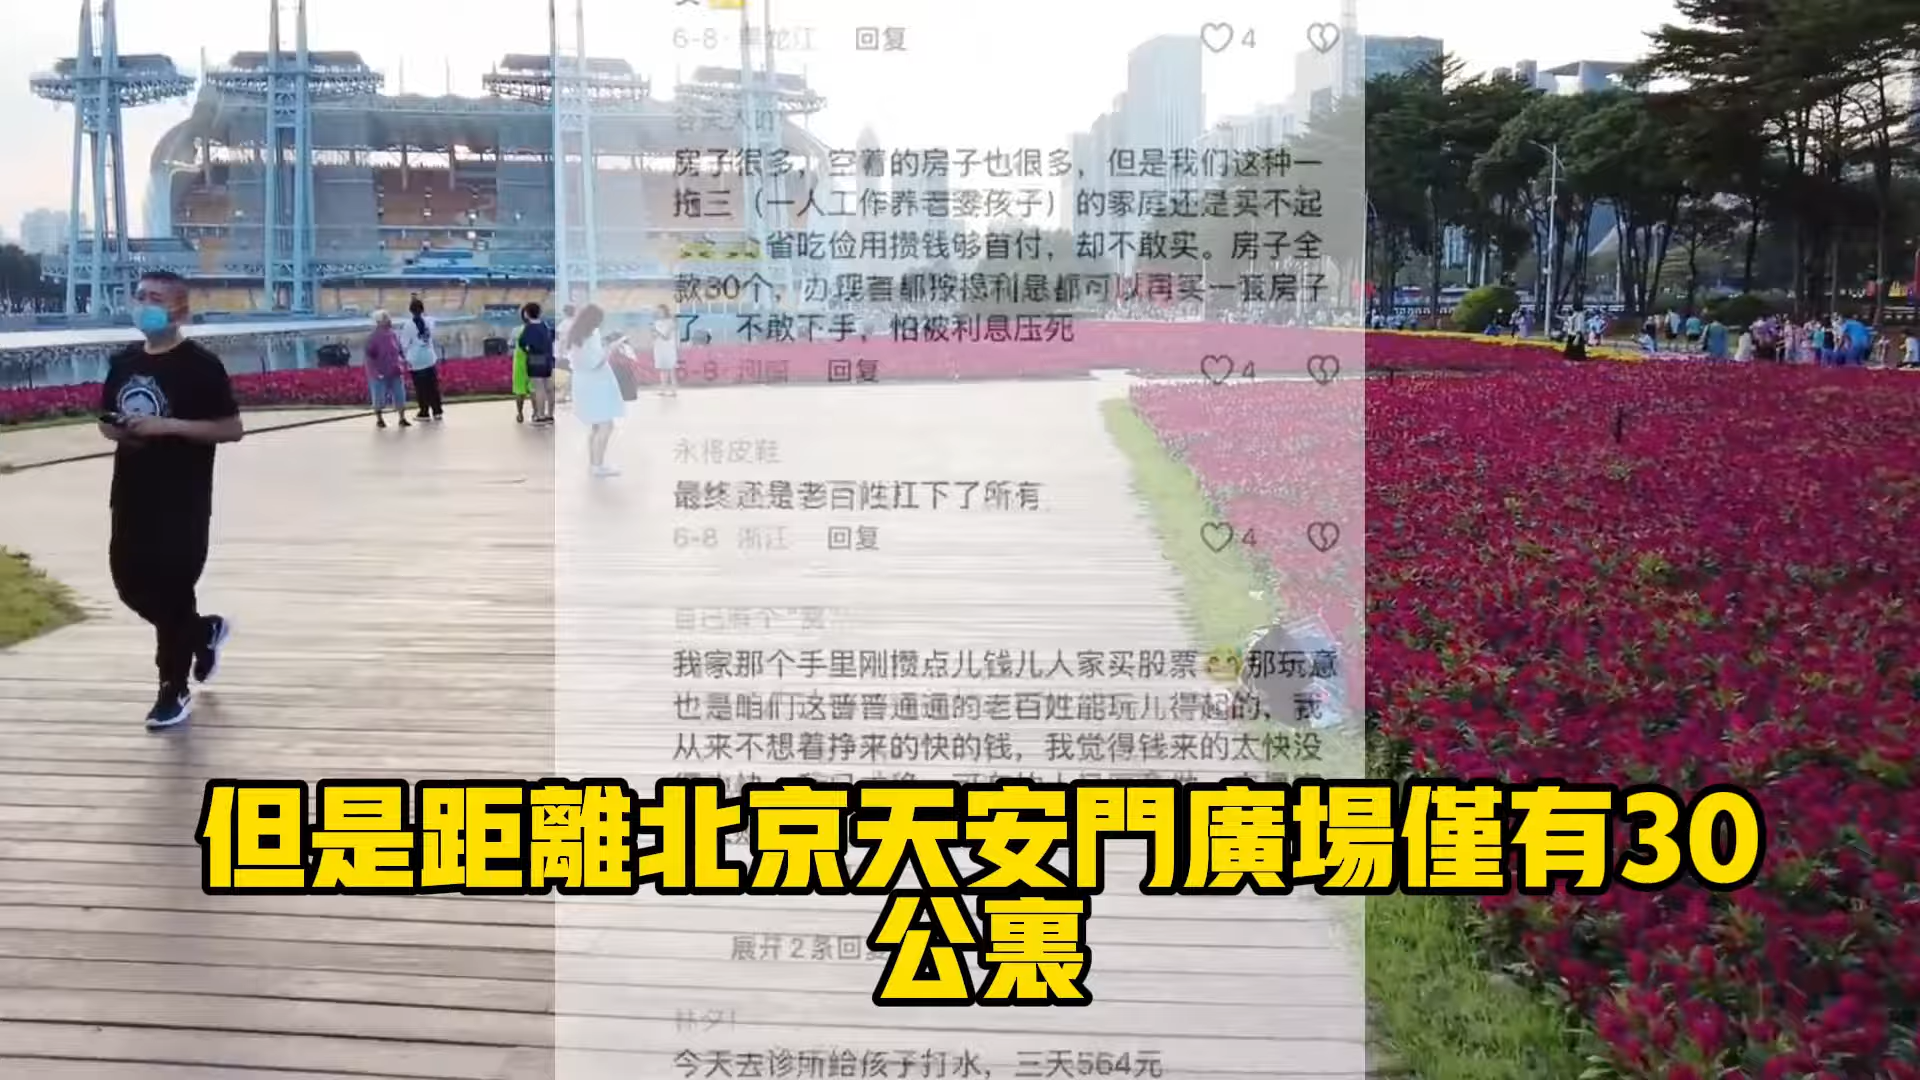 6-8 · 黑龙江 回复 4
房子很多，空着的房子也很多，但是我们这种一
拖三（一人工作养老婆孩子）的家庭还是买不起
省吃俭用攒钱够首付，却不敢买。房子全
款30个，办理首都按揭利息都可以再买一套房子
了，不敢下手，怕被利息压死
6-8 · 河南 回复 4
永将皮鞋
最终还是老百姓扛下了所有
6-8 · 浙江 回复 4
我家那个手里刚攒点儿钱儿人家买股票 那玩意
也是咱们这普普通通的老百姓能玩儿得起的，我
从来不想着挣来的快的钱，我觉得钱来的太快没
但是距離北京天安門廣場僅有30
公裏
展开2条回复
今天去诊所给孩子打水，三天564元